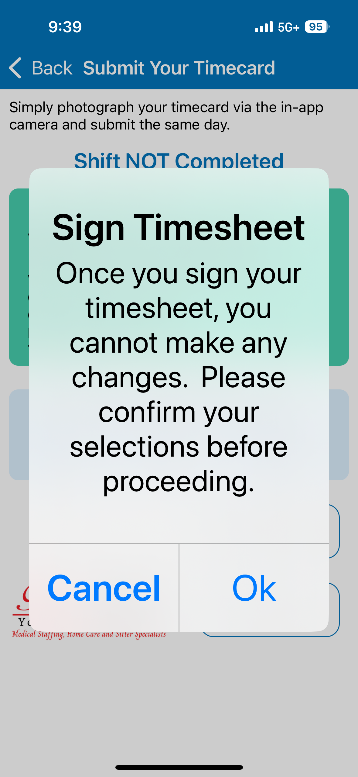 9:39
5G+ 95
Back Submit Your Timecard
Simply photograph your timecard via the in-app
camera and submit the same day.
Shift NOT Completed
Sign Timesheet
Once you sign your
timesheet, you
cannot make any
changes. Please
confirm your
selections before
proceeding.
Cancel Ok
Medical Staffing, Home Care and Sitter Specialists